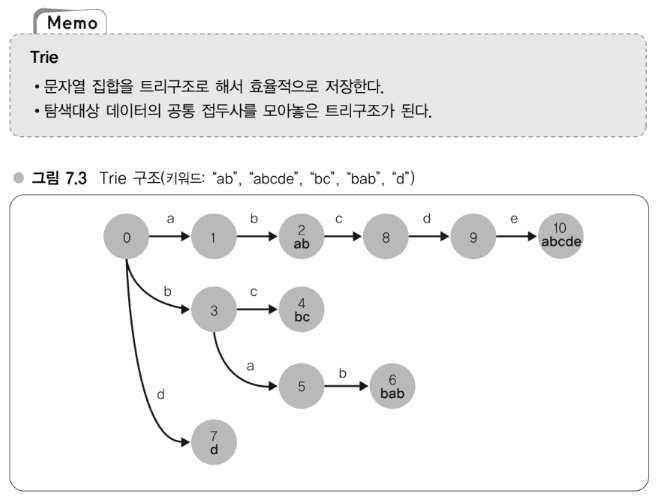 Memo
Trie
• 문자열 집합을 트리구조로 해서 효율적으로 저장한다.
• 탐색대상 데이터의 공통 접두사를 모아놓은 트리구조가 된다.
그림 7.3 Trie 구조(키워드: “ab”, “abcde”, “bc”, “bab”, “d”)
0 a 1 b 2 c 8 d 9 e 10
ab abcde
b 3 c 4
bc
a 5 b 6
bab
d 7
d